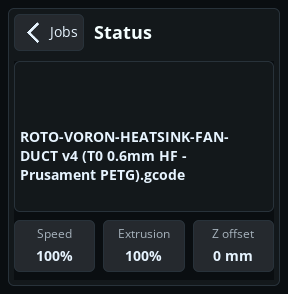 Jobs Status
ROTO-VORON-HEATSINK-FAN-
DUCT v4 (T0 0.6mm HF -
Prusament PETG).gcode
Speed Extrusion Z offset
100% 100% 0 mm